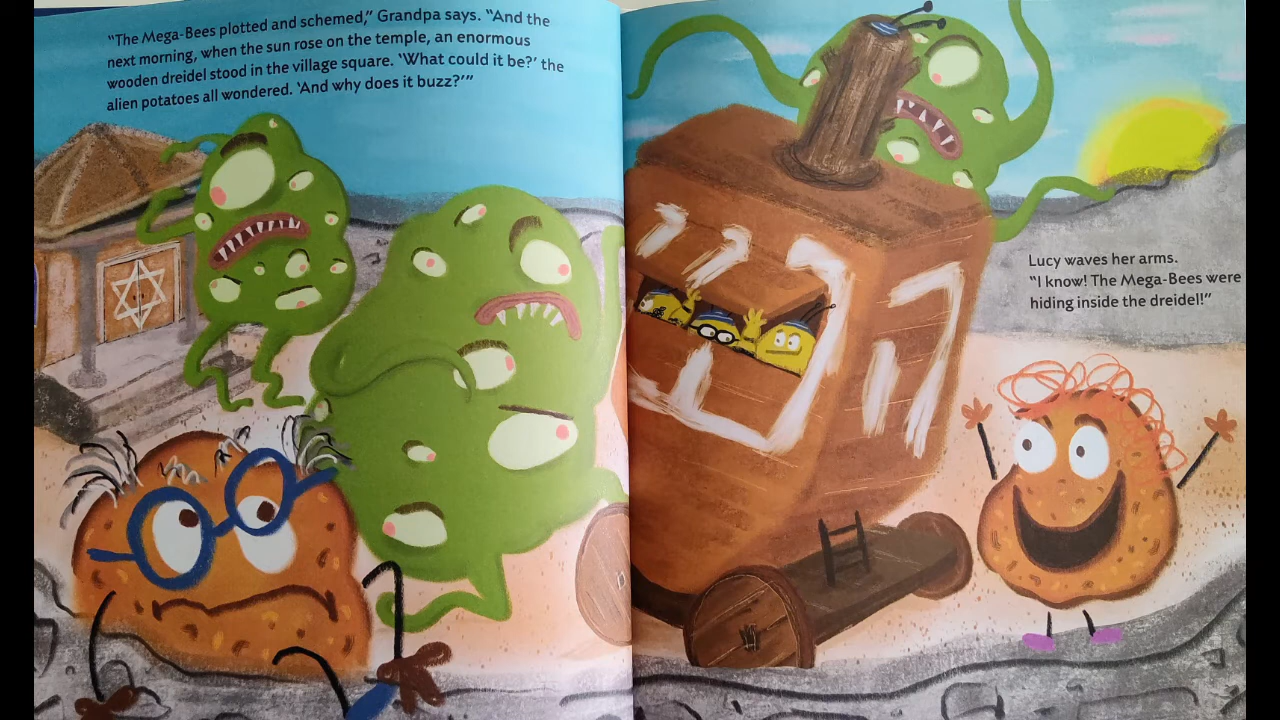 “The Mega-Bees plotted and schemed,” Grandpa says. “And the
next morning, when the sun rose on the temple, an enormous
wooden dreidel stood in the village square. ‘What could it be?’ the
alien potatoes all wondered. ‘And why does it buzz?’”
ש
ה
Lucy waves her arms.
“I know! The Mega-Bees were
hiding inside the dreidel!”